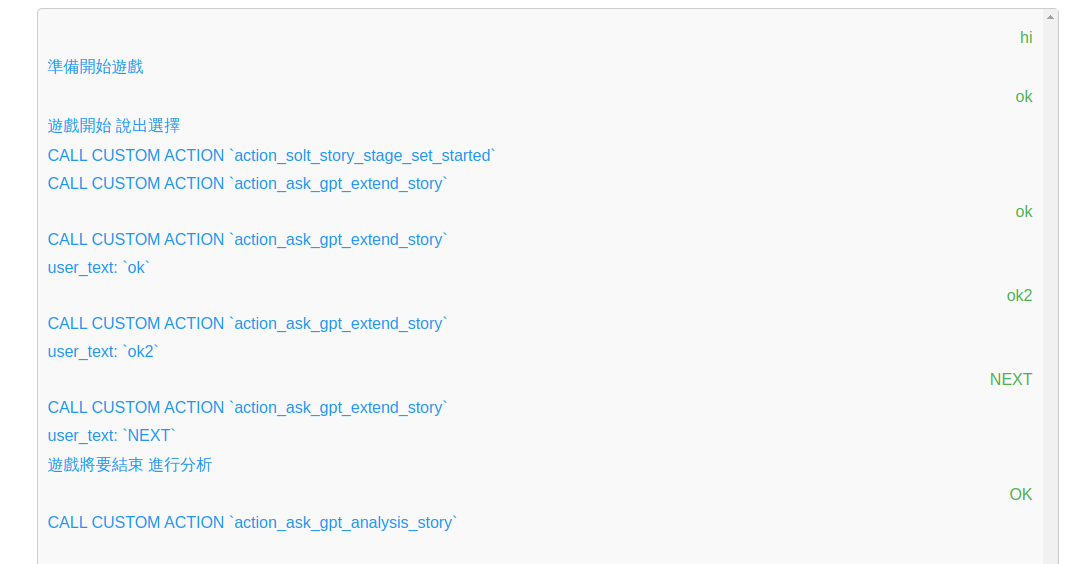 hi
準備開始遊戲
ok
遊戲開始 說出選擇
CALL CUSTOM ACTION `action_solt_story_stage_set_started`
CALL CUSTOM ACTION `action_ask_gpt_extend_story`
ok
CALL CUSTOM ACTION `action_ask_gpt_extend_story`
user_text: `ok`
ok2
CALL CUSTOM ACTION `action_ask_gpt_extend_story`
user_text: `ok2`
NEXT
CALL CUSTOM ACTION `action_ask_gpt_extend_story`
user_text: `NEXT`
遊戲將要結束 進行分析
OK
CALL CUSTOM ACTION `action_ask_gpt_analysis_story`